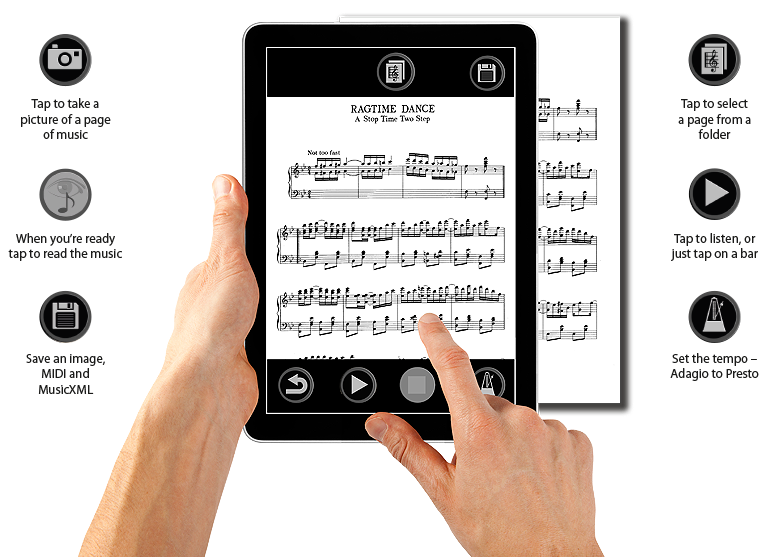 Tap to take a
picture of a page
of music
When you’re ready
tap to read the music
Save an image,
MIDI and
MusicXML
RAGTIME DANCE
A Stop Time Two Step
Not too fast
Tap to select
a page from a
folder
Tap to listen, or
just tap on a bar
Set the tempo –
Adagio to Presto